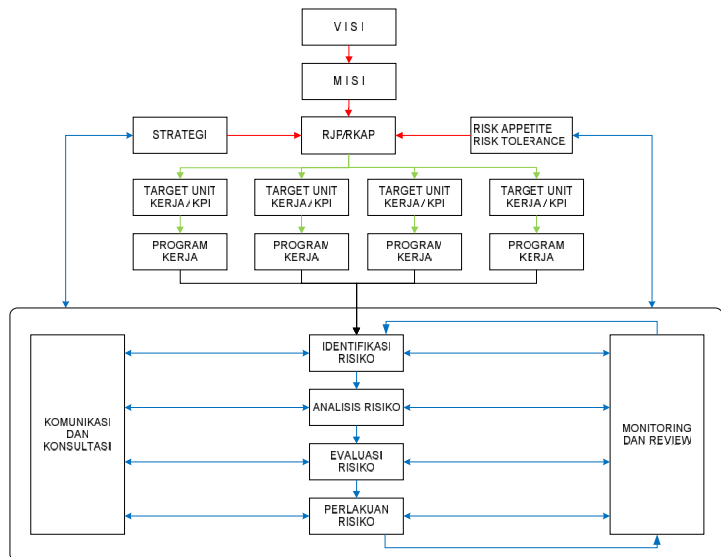 VISI
MISI
STRATEGI
RJP/RKAP
RISK APPETITE
RISK TOLERANCE
TARGET UNIT
KERJA / KPI
TARGET UNIT
KERJA / KPI
TARGET UNIT
KERJA / KPI
TARGET UNIT
KERJA / KPI
PROGRAM
KERJA
PROGRAM
KERJA
PROGRAM
KERJA
PROGRAM
KERJA
KOMUNIKASI
DAN
KONSULTASI
IDENTIFIKASI
RISIKO
ANALISIS RISIKO
EVALUASI
RISIKO
PERLAKUAN
RISIKO
MONITORING
DAN REVIEW